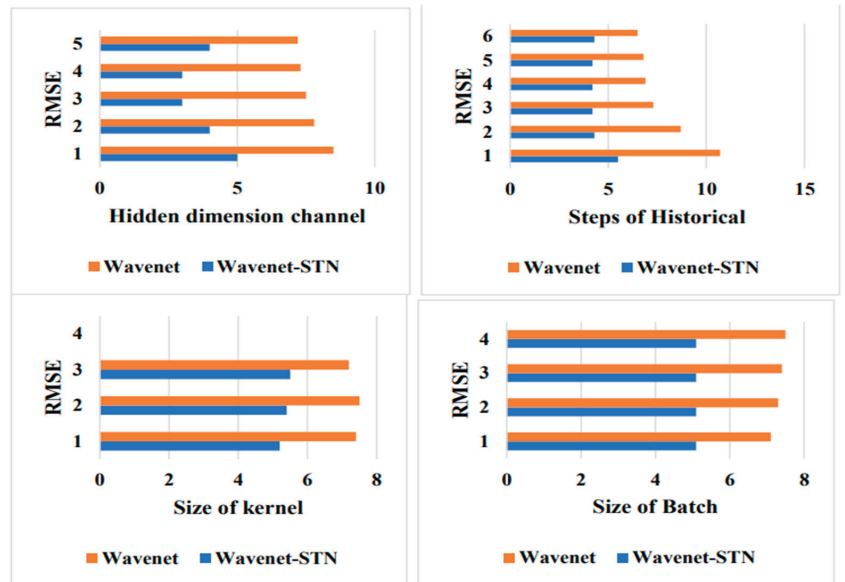 RMSE
5
4
3
2
1
0 5 10
Hidden dimension channel
Wavenet Wavenet-STN
RMSE
6
5
4
3
2
1
0 5 10 15
Steps of Historical
Wavenet Wavenet-STN
RMSE
4
3
2
1
0 2 4 6 8
Size of kernel
Wavenet Wavenet-STN
RMSE
4
3
2
1
0 2 4 6 8
Size of Batch
Wavenet Wavenet-STN